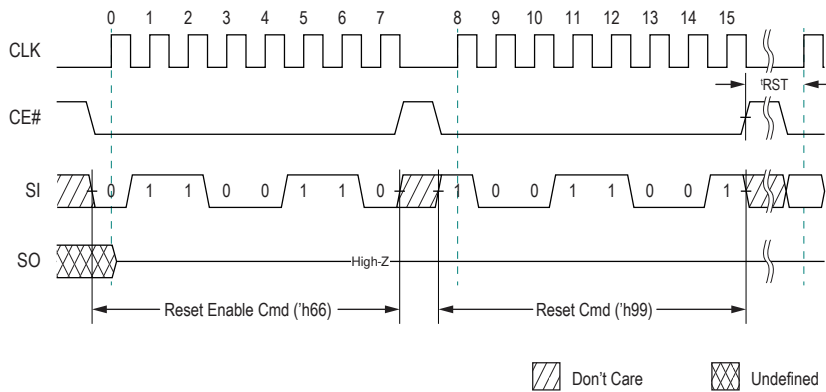 0 1 2 3 4 5 6 7 8 9 10 11 12 13 14 15
CLK
tRST
CE#
SI 0 1 1 0 0 1 1 0 1 0 0 1 1 0 0 1
SO High-Z
Reset Enable Cmd ('h66) Reset Cmd ('h99)
Don't Care Undefined